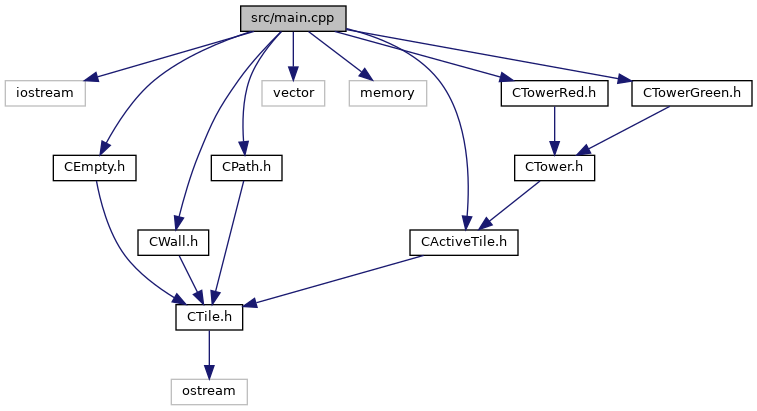 src/main.cpp
iostream
vector
memory
CTowerRed.h
CTowerGreen.h
CEmpty.h
CPath.h
CTower.h
CWall.h
CActiveTile.h
CTile.h
ostream